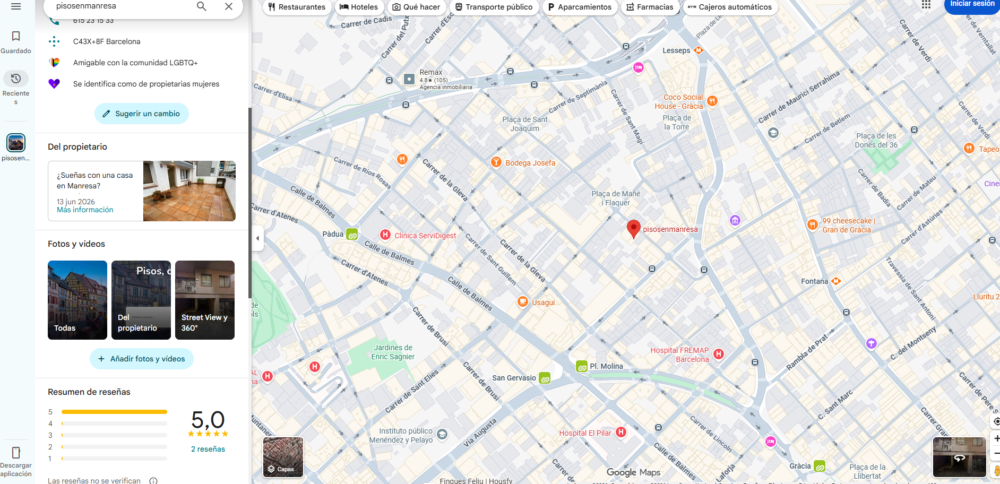 pisosenmanresa
Guardado
Reciente
s
pisosen...
Descargar
aplicación
615 23 15 33
C43X+8F Barcelona
Amigable con la comunidad LGBTQ+
Se identifica como de propietarias mujeres
Sugerir un cambio
Del propietario
¿Sueñas con una casa
en Manresa?
13 jun 2026
Más información
Fotos y vídeos
Todas
Pisos, c
Del
propietario
Street View y
360°
Añadir fotos y vídeos
Resumen de reseñas
5
4
3
2
1
5,0
2 reseñas
Las reseñas no se verifican
Restaurantes
Hoteles
Qué hacer
Transporte público
Aparcamientos
Farmacias
Cajeros automáticos
Iniciar sesión
Carrer de Cadis
Carrer del Putx
Carrer d'Esc
Plaza de Le
Lesseps
Carrer de Verdi
de Verntallat
Remax
4.8★ (105) ·
Agencia inmobiliaria
Carrer d'Elisa
Carrer de Septimània
Carrer de Sant Magí
Coco Social
House - Gràcia
Plaça de
la Torre
Carrer de Maurici Serrahima
Carrer de Betlem
Carrer de Verdi
Plaça de Sant
Joaquim
Plaça de les
Dones del 36
Tapeo
Carrer de Ríos Rosas
Carrer de la Gleva
Bodega Josefa
Carrer de Badia
Carrer de Mateu
Ciner
Calle de Balmes
Carrer d'Atenes
Plaça de Mañé
i Flaquer
99 cheesecake |
Gran de Gràcia
Carrer d'Astúries
Pàdua
Clínica ServiDigest
pisosenmanresa
Calle de Balmes
Carrer d'Atenes
Carrer de Sant Guillem
Carrer de la Gleva
Travessia de Sant Antoni
Fontana
Lluritu 2
Calle de Balmes
Usagui
de
ols
Carrer de Brusi
Jardines de
Enric Sagnier
Hospital FREMAP
Barcelona
Rambla de Prat
C. del Montseny
Pl. Molina
San Gervasio
AL
na
Carrer de Sant Elies
Carrer de Brusi
C. Sant Marc
Carrer de Pere S
Carrer Gran
Instituto público
Menéndez y Pelayo
Via Augusta
Hospital El Pilar
Carrer de Lincoln
Calle de Balmes
Laforja
Gràcia
Plaça de la
Llibertat
Capas
Google Maps
Finques Feliu | Housfy